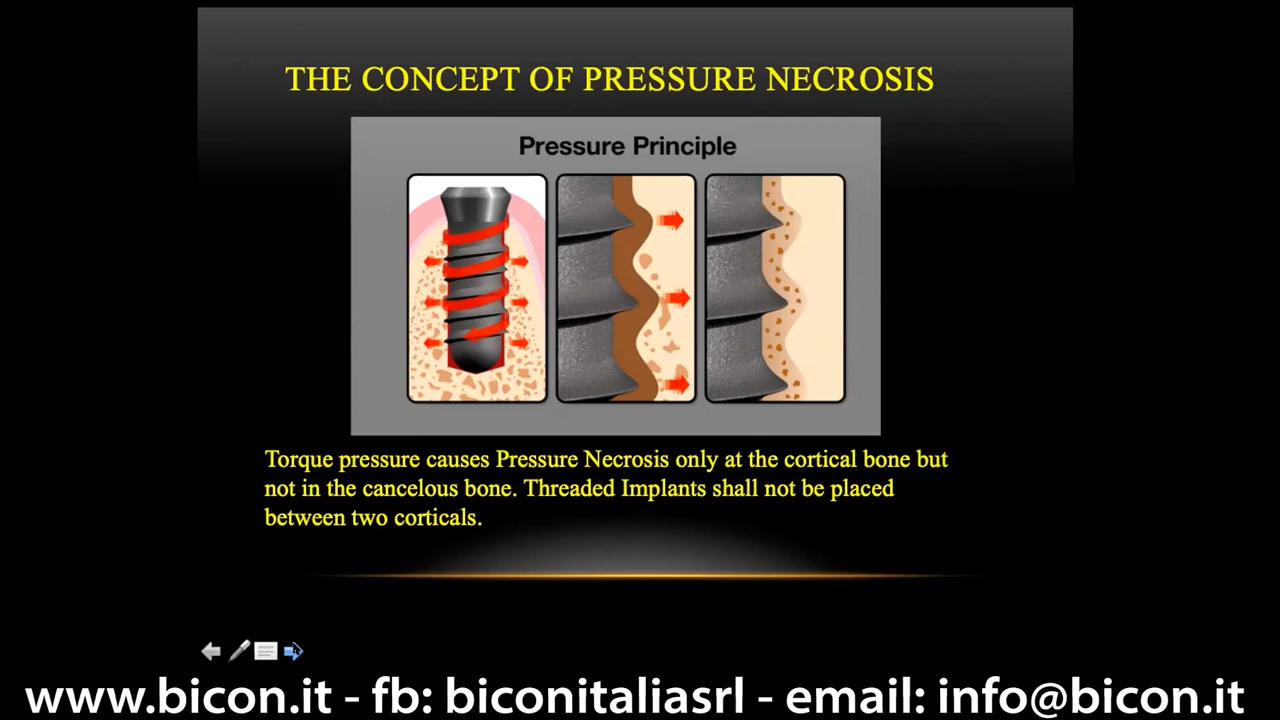 THE CONCEPT OF PRESSURE NECROSIS
Pressure Principle
Torque pressure causes Pressure Necrosis only at the cortical bone but
not in the cancelous bone. Threaded Implants shall not be placed
between two corticals.
www.bicon.it - fb: biconitaliasrl - email: info@bicon.it